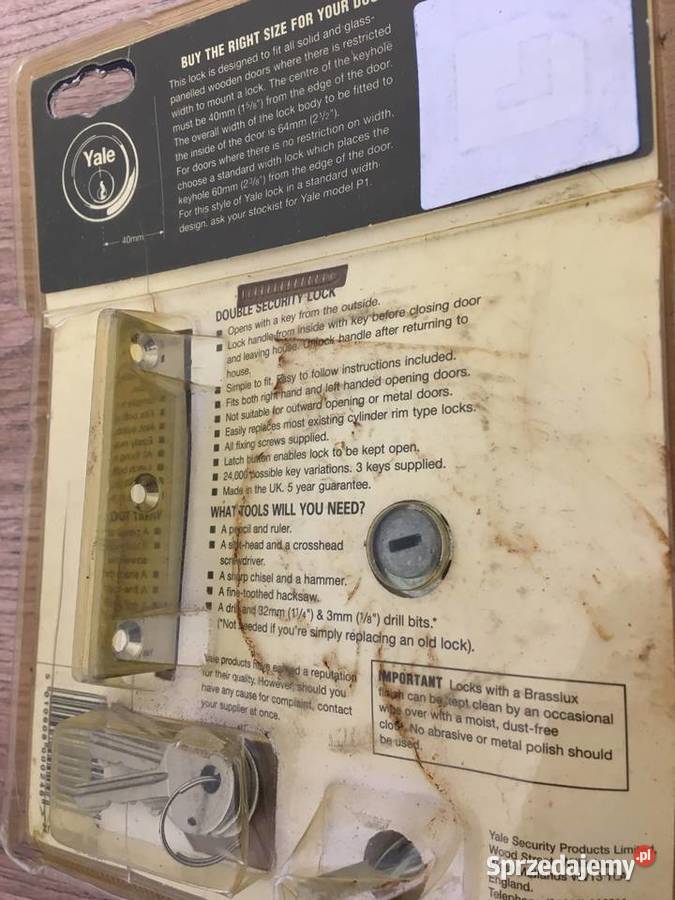 BUY THE RIGHT SIZE FOR YOUR
This lock is designed to fit all solid and glass-
panelled wooden doors where there is restricted
width to mount a lock. The centre of the keyhole
must be 40mm (1⅝") from the edge of the door.
The overall width of the lock body to be fitted to
the inside of the door is 64mm (2½").
For doors where there is no restriction on width,
choose a standard width lock which places the
keyhole 60mm (2⅜") from the edge of the door.
For this style of Yale lock in a standard width
design, ask your stockist for Yale model P1.
Yale
40mm
DOUBLE SECURITY LOCK
■ Opens with a key from the outside.
■ Lock handle from inside with key before closing door
and leaving house. Unlock handle after returning to
house.
■ Simple to fit. Easy to follow instructions included.
■ Fits both right hand and left handed opening doors.
■ Not suitable for outward opening or metal doors.
■ Easily replaces most existing cylinder rim type locks.
■ All fixing screws supplied.
■ Latch button enables lock to be kept open.
■ 24,000 possible key variations. 3 keys supplied.
■ Made in the UK. 5 year guarantee.
WHAT TOOLS WILL YOU NEED?
■ A pencil and ruler.
■ A slot-head and a crosshead
screwdriver.
■ A sharp chisel and a hammer.
■ A fine-toothed hacksaw.
■ A drill and 32mm (1¼") & 3mm (⅛") drill bits.*
(*Not needed if you're simply replacing an old lock).
Yale products have earned a reputation
for their quality. However, should you
have any cause for complaint, contact
your supplier at once.
IMPORTANT Locks with a Brasslux
finish can be kept clean by an occasional
wipe over with a moist, dust-free
cloth. No abrasive or metal polish should
be used.
Yale Security Products Limited
Wood Street
England.
Telephone
Sprzedajemy.pl